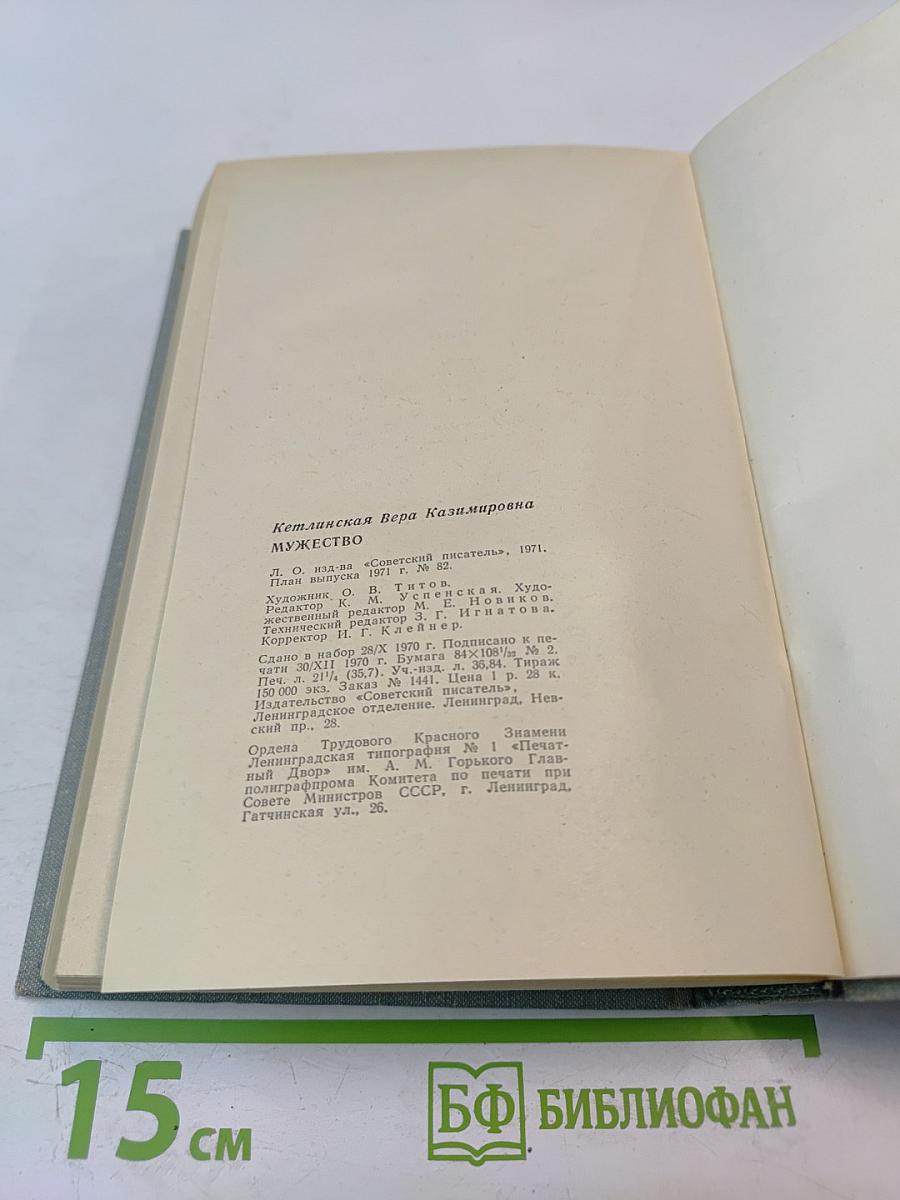 Кетлинская Вера Казимировна
МУЖЕСТВО
Л. О. изд-ва «Советский писатель», 1971.
План выпуска 1971 г. № 82.
Художник О. В. Титов.
Редактор К. М. Успенская. Худо-
жественный редактор М. Е. Новиков.
Технический редактор З. Г. Игнатова.
Корректор И. Г. Клейнер.
Сдано в набор 28/X 1970 г. Подписано к пе-
чати 30/XII 1970 г. Бумага 84×108¹/₃₂ № 2.
Печ. л. 21¹/₄ (35,7). Уч.-изд. л. 36,84. Тираж
150 000 экз. Заказ № 1441. Цена 1 р. 28 к.
Издательство «Советский писатель»,
Ленинградское отделение. Ленинград, Нев-
ский пр., 28.
Ордена Трудового Красного Знамени
Ленинградская типография № 1 «Печат-
ный Двор» им. А. М. Горького Глав-
полиграфпрома Комитета по печати при
Совете Министров СССР, г. Ленинград,
Гатчинская ул., 26.
15 см
БФ БИБЛИОФАН